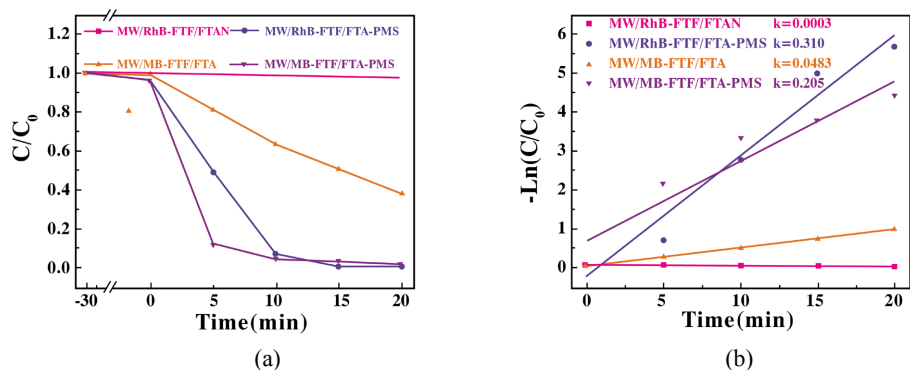 MW/RhB-FTF/FTAN MW/RhB-FTF/FTA-PMS
MW/MB-FTF/FTA MW/MB-FTF/FTA-PMS
C/C0
1.2
1.0
0.8
0.6
0.4
0.2
0.0
-30 0 5 10 15 20
Time(min)
(a)
MW/RhB-FTF/FTAN k=0.0003
MW/RhB-FTF/FTA-PMS k=0.310
MW/MB-FTF/FTA k=0.0483
MW/MB-FTF/FTA-PMS k=0.205
-Ln(C/C0)
6
5
4
3
2
1
0
0 5 10 15 20
Time(min)
(b)